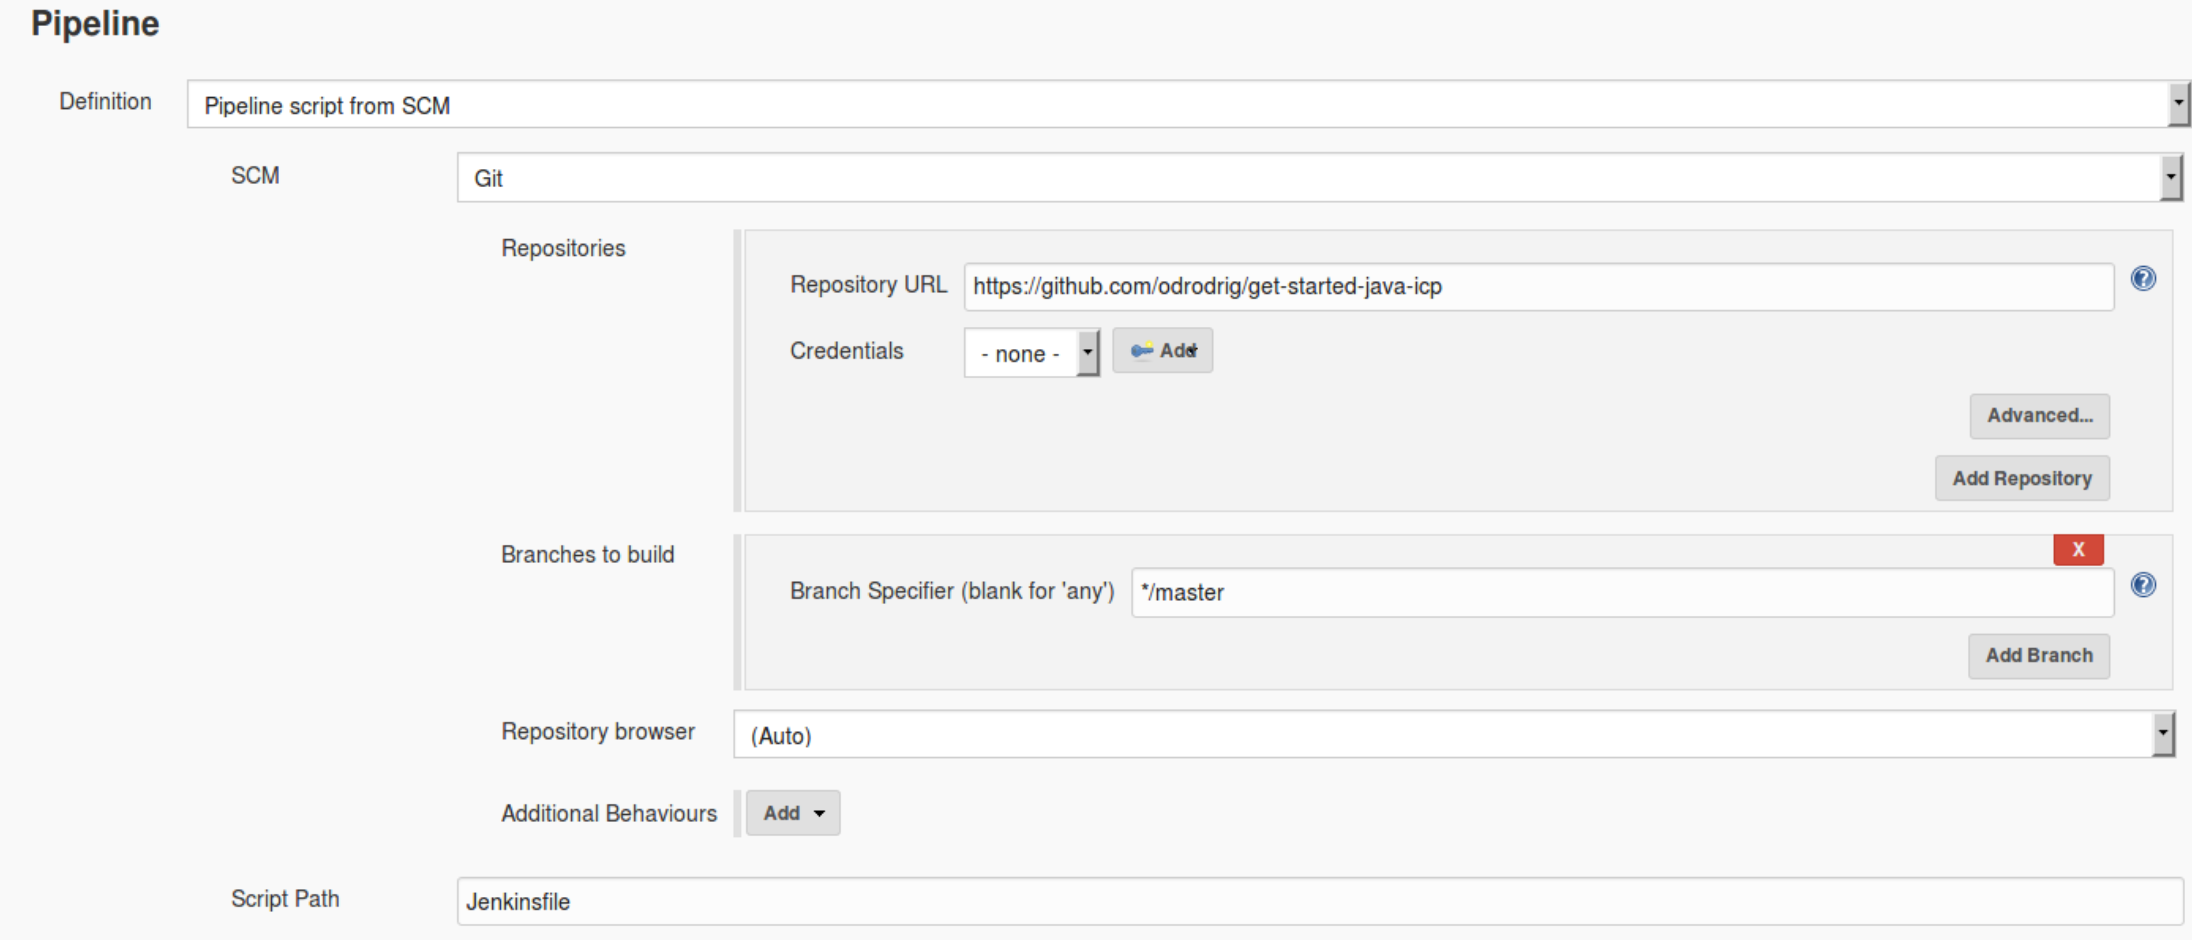 Pipeline
Definition Pipeline script from SCM
SCM Git
Repositories
Repository URL https://github.com/odrodrig/get-started-java-icp
Credentials - none - Add
Advanced...
Add Repository
Branches to build
X
Branch Specifier (blank for 'any') */master
Add Branch
Repository browser (Auto)
Additional Behaviours Add
Script Path Jenkinsfile